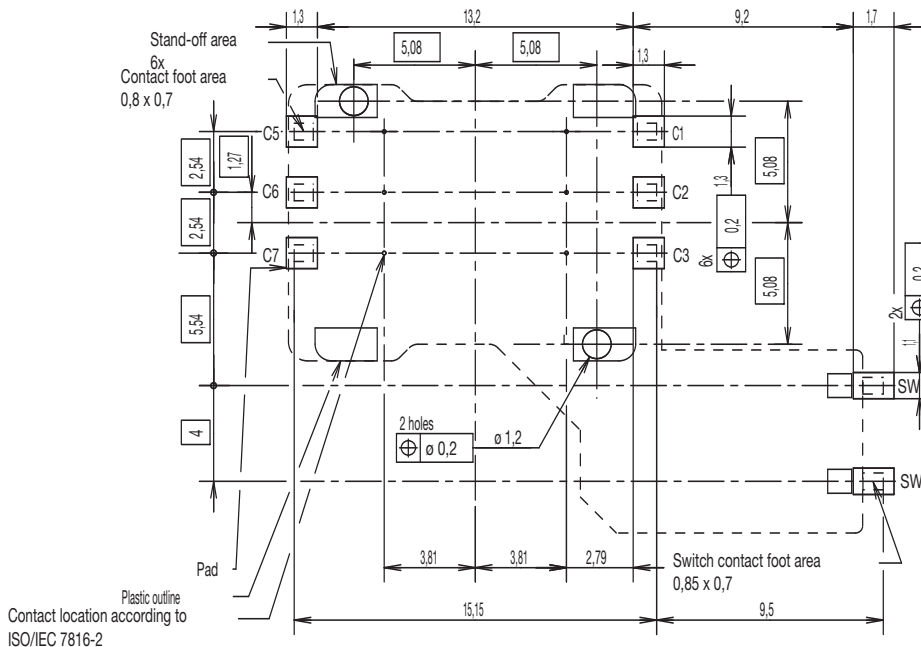 1,3
13,2
9,2
1,7
Stand-off area
6x
5,08
5,08
1,3
Contact foot area
0,8 x 0,7
C5
C1
2,54
1,27
1,3
5,08
C6
C2
2,54
6x
0,2
C7
C3
5,08
0,2
2x
5,54
1,1
SW
2 holes
ø 0,2
ø 1,2
4
SW
Pad
3,81
3,81
2,79
Switch contact foot area
0,85 x 0,7
Plastic outline
Contact location according to
ISO/IEC 7816-2
15,15
9,5